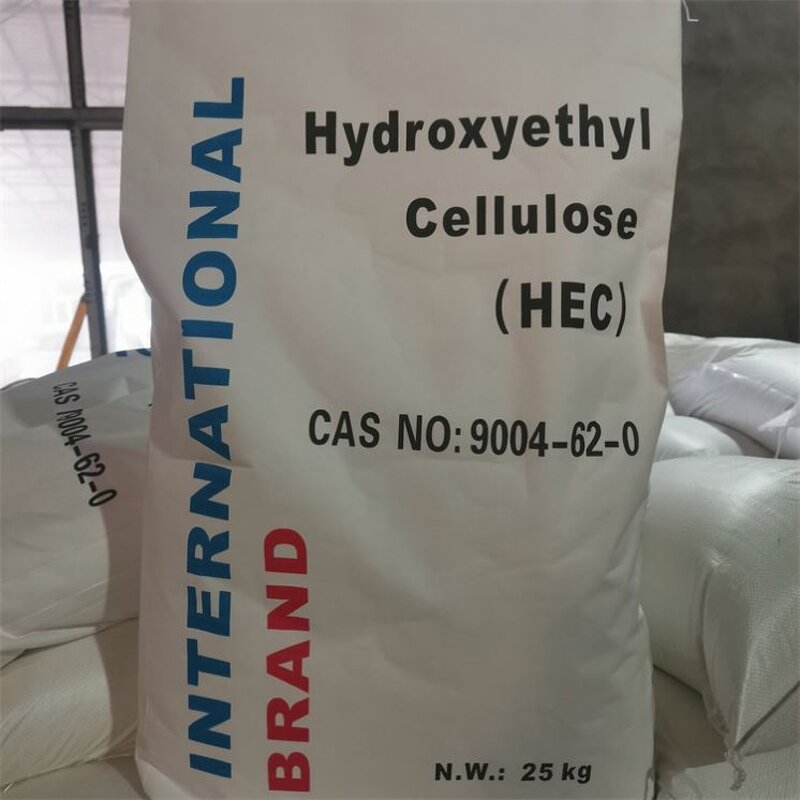 INTERNATIONAL
BRAND
Hydroxyethyl
Cellulose
(HEC)
CAS NO: 9004-62-0
N.W.: 25 kg
CAS 9004-62-0